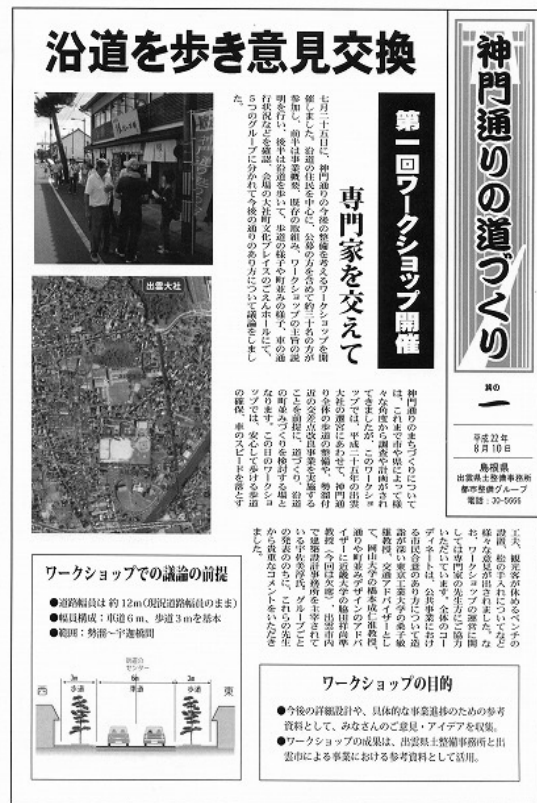 沿道を歩き意見交換
神門通りの道づくり
其の一
平成22年
8月10日
島根県
出雲県土整備事務所
都市整備グループ
電話：30-5666
第一回ワークショップ開催
専門家を交えて
七月二十五日に、神門通りの今後の整備を考えるワークショップを開
催しました。沿道の住民を中心に、公募の方を含めて約三十名の方が
参加し、前半は事業概要、既存の取組み、ワークショップの主旨の説
明を行い、後半は沿道を歩いて、歩道の様子や町並みの様子、車の通
行状況などを確認、会場の大社町文化プレイスのごえんホールにて、
5つのグループに分かれて今後の通りのあり方について議論をしまし
た。
出雲大社
神門通りのまちづくりについて
は、これまで市や県によって様
々な角度から調査や計画がされ
てきましたが、このワークショ
ップでは、平成二十五年の出雲
大社の遷宮にあわせて、神門通
り全体の歩道の整備や、勢溜付
近の交差点改良事業を実施する
ことを前提に、道づくり、沿道
の町並みづくりを検討する場と
なります。この日のワークショ
ップでは、安心して歩ける歩道
の確保、車のスピードを落とす
工夫、観光客が休めるベンチの
設置、松の手入れについてなど
様々な意見が出されました。な
お、ワークショップの運営に関
しては専門家の先生方にご協力
いただいています。全体のコー
ディネートは、公共事業におけ
る市民合意のあり方について造
詣が深い東京工業大学の桑子敏
雄教授、交通アドバイザーとし
て、岡山大学の橋本成仁准教授、
通りや町並みデザインのアドバ
イザーに近畿大学の脇田祥尚准
教授（今回は欠席）、出雲市内
で建築設計事務所を主宰されて
いる宇佐美淳氏。グループごと
の発表ののちに、これらの先生
から貴重なコメントをいただき
ました。
ワークショップでの議論の前提
●道路幅員は 約12m（現況道路幅員のまま）
●幅員構成：車道6m、歩道3mを基本
●範囲：勢溜～宇迦橋間
街道のセンター
西
3m
歩道
6m
車道
3m
歩道
東
ワークショップの目的
●今後の詳細設計や、具体的な事業進捗のための参考
資料として、みなさんのご意見・アイデアを収集。
●ワークショップの成果は、出雲県土整備事務所と出
雲市による事業における参考資料として活用。